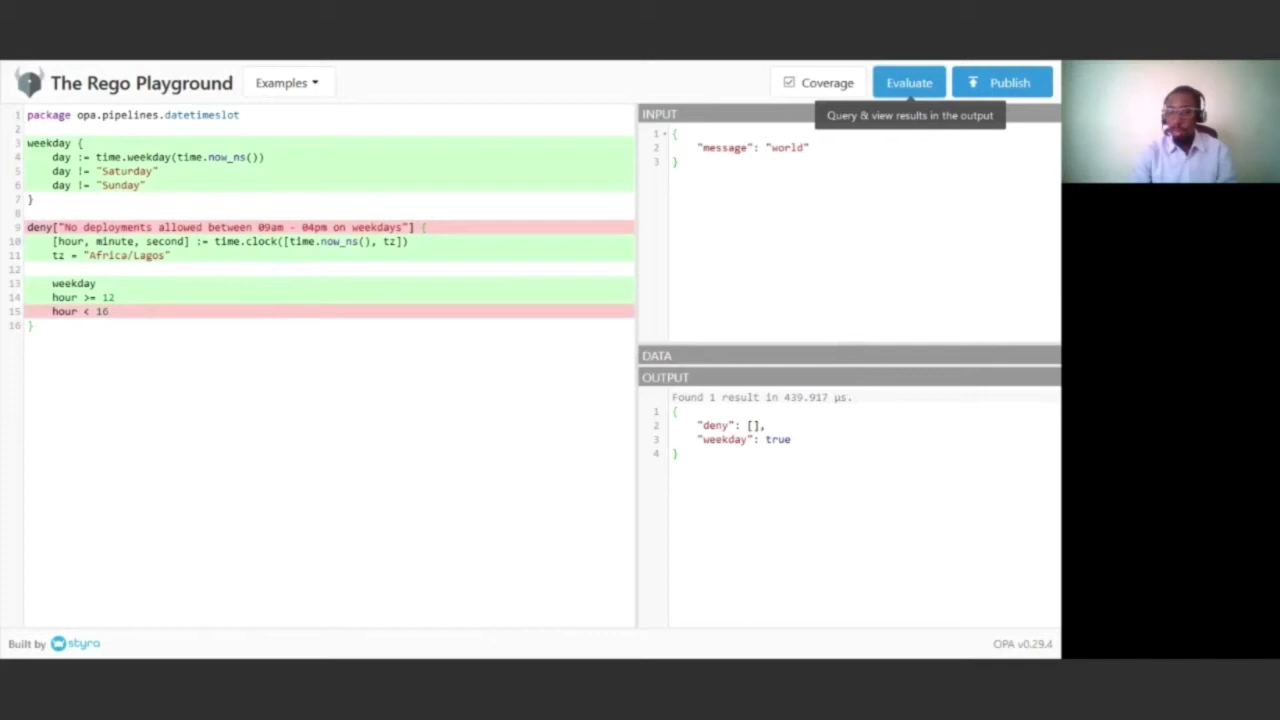 The Rego Playground
Examples
Coverage
Evaluate
Publish
Query & view results in the output
1 package opa.pipelines.datetimeslot
2
3 weekday {
4 day := time.weekday(time.now_ns())
5 day != "Saturday"
6 day != "Sunday"
7 }
8
9 deny["No deployments allowed between 09am - 04pm on weekdays"] {
10 [hour, minute, second] := time.clock([time.now_ns(), tz])
11 tz = "Africa/Lagos"
12
13 weekday
14 hour >= 12
15 hour < 16
16 }
INPUT
1 {
2 "message": "world"
3 }
DATA
OUTPUT
Found 1 result in 439.917 µs.
1 {
2 "deny": [],
3 "weekday": true
4 }
Built by styra
OPA v0.29.4